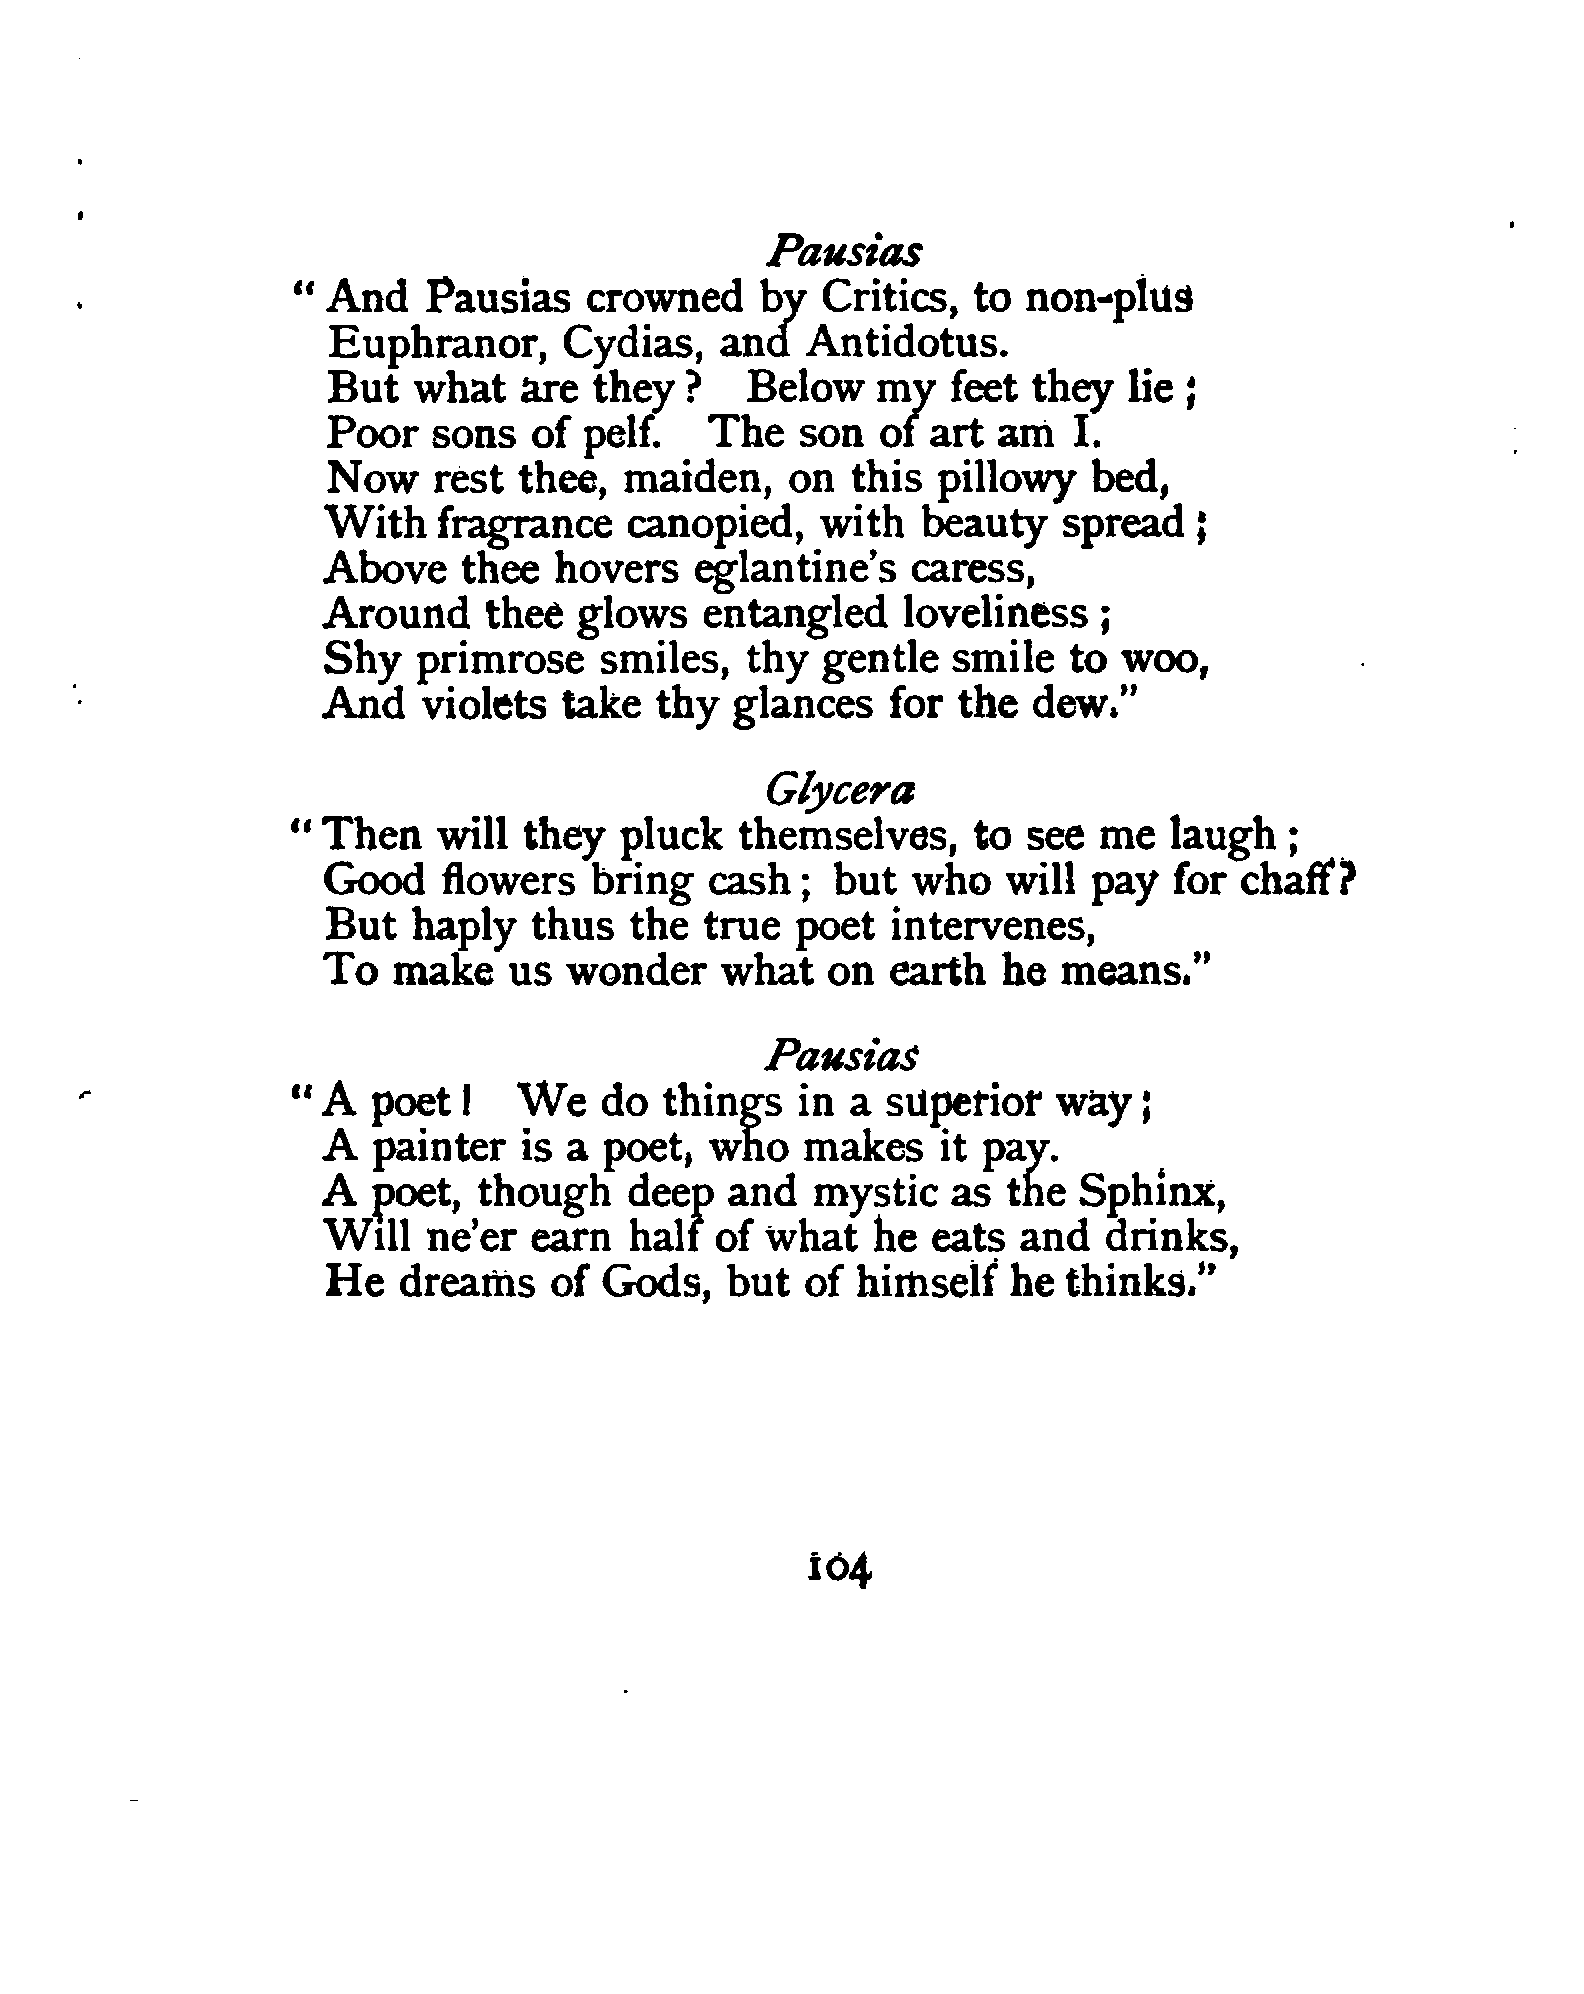 Pausias
“ And Pausias crowned by Critics, to non-plus
Euphranor, Cydias, and Antidotus.
But what are they ? Below my feet they lie ;
Poor sons of pelf. The son of art am I.
Now rest thee, maiden, on this pillowy bed,
With fragrance canopied, with beauty spread ;
Above thee hovers eglantine’s caress,
Around thee glows entangled loveliness ;
Shy primrose smiles, thy gentle smile to woo,
And violets take thy glances for the dew.”
Glycera
“ Then will they pluck themselves, to see me laugh ;
Good flowers bring cash ; but who will pay for chaff ?
But haply thus the true poet intervenes,
To make us wonder what on earth he means.”
Pausias
“ A poet ! We do things in a superior way ;
A painter is a poet, who makes it pay.
A poet, though deep and mystic as the Sphinx,
Will ne’er earn half of what he eats and drinks,
He dreams of Gods, but of himself he thinks.”
104